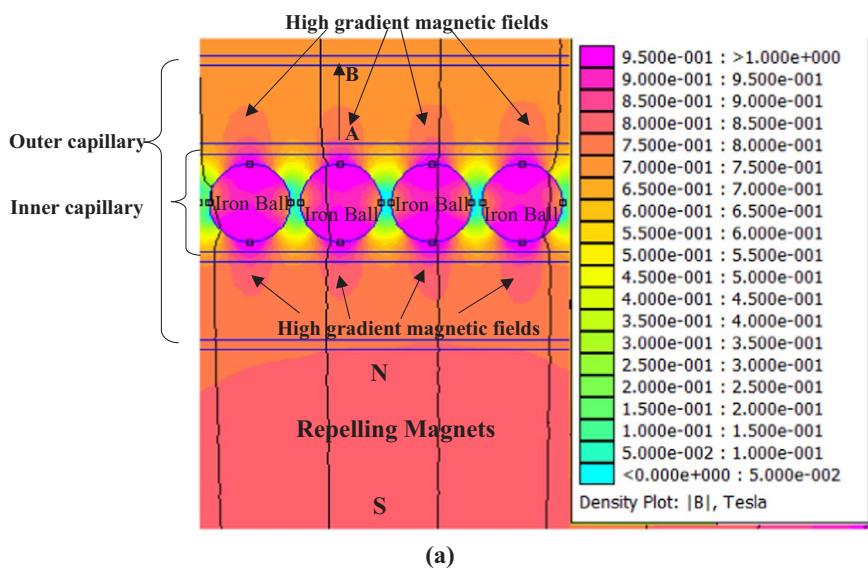 High gradient magnetic fields
B
A
Outer capillary
Inner capillary
Iron Ball
Iron Ball
Iron Ball
Iron Ball
High gradient magnetic fields
N
Repelling Magnets
S
9.500e-001 : >1.000e+000
9.000e-001 : 9.500e-001
8.500e-001 : 9.000e-001
8.000e-001 : 8.500e-001
7.500e-001 : 8.000e-001
7.000e-001 : 7.500e-001
6.500e-001 : 7.000e-001
6.000e-001 : 6.500e-001
5.500e-001 : 6.000e-001
5.000e-001 : 5.500e-001
4.500e-001 : 5.000e-001
4.000e-001 : 4.500e-001
3.500e-001 : 4.000e-001
3.000e-001 : 3.500e-001
2.500e-001 : 3.000e-001
2.000e-001 : 2.500e-001
1.500e-001 : 2.000e-001
1.000e-001 : 1.500e-001
5.000e-002 : 1.000e-001
<0.000e+000 : 5.000e-002
Density Plot: |B|, Tesla
(a)